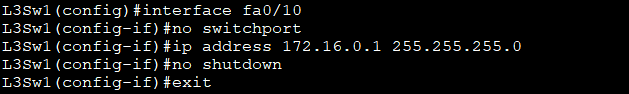 L3Sw1(config)#interface fa0/10
L3Sw1(config-if)#no switchport
L3Sw1(config-if)#ip address 172.16.0.1 255.255.255.0
L3Sw1(config-if)#no shutdown
L3Sw1(config-if)#exit